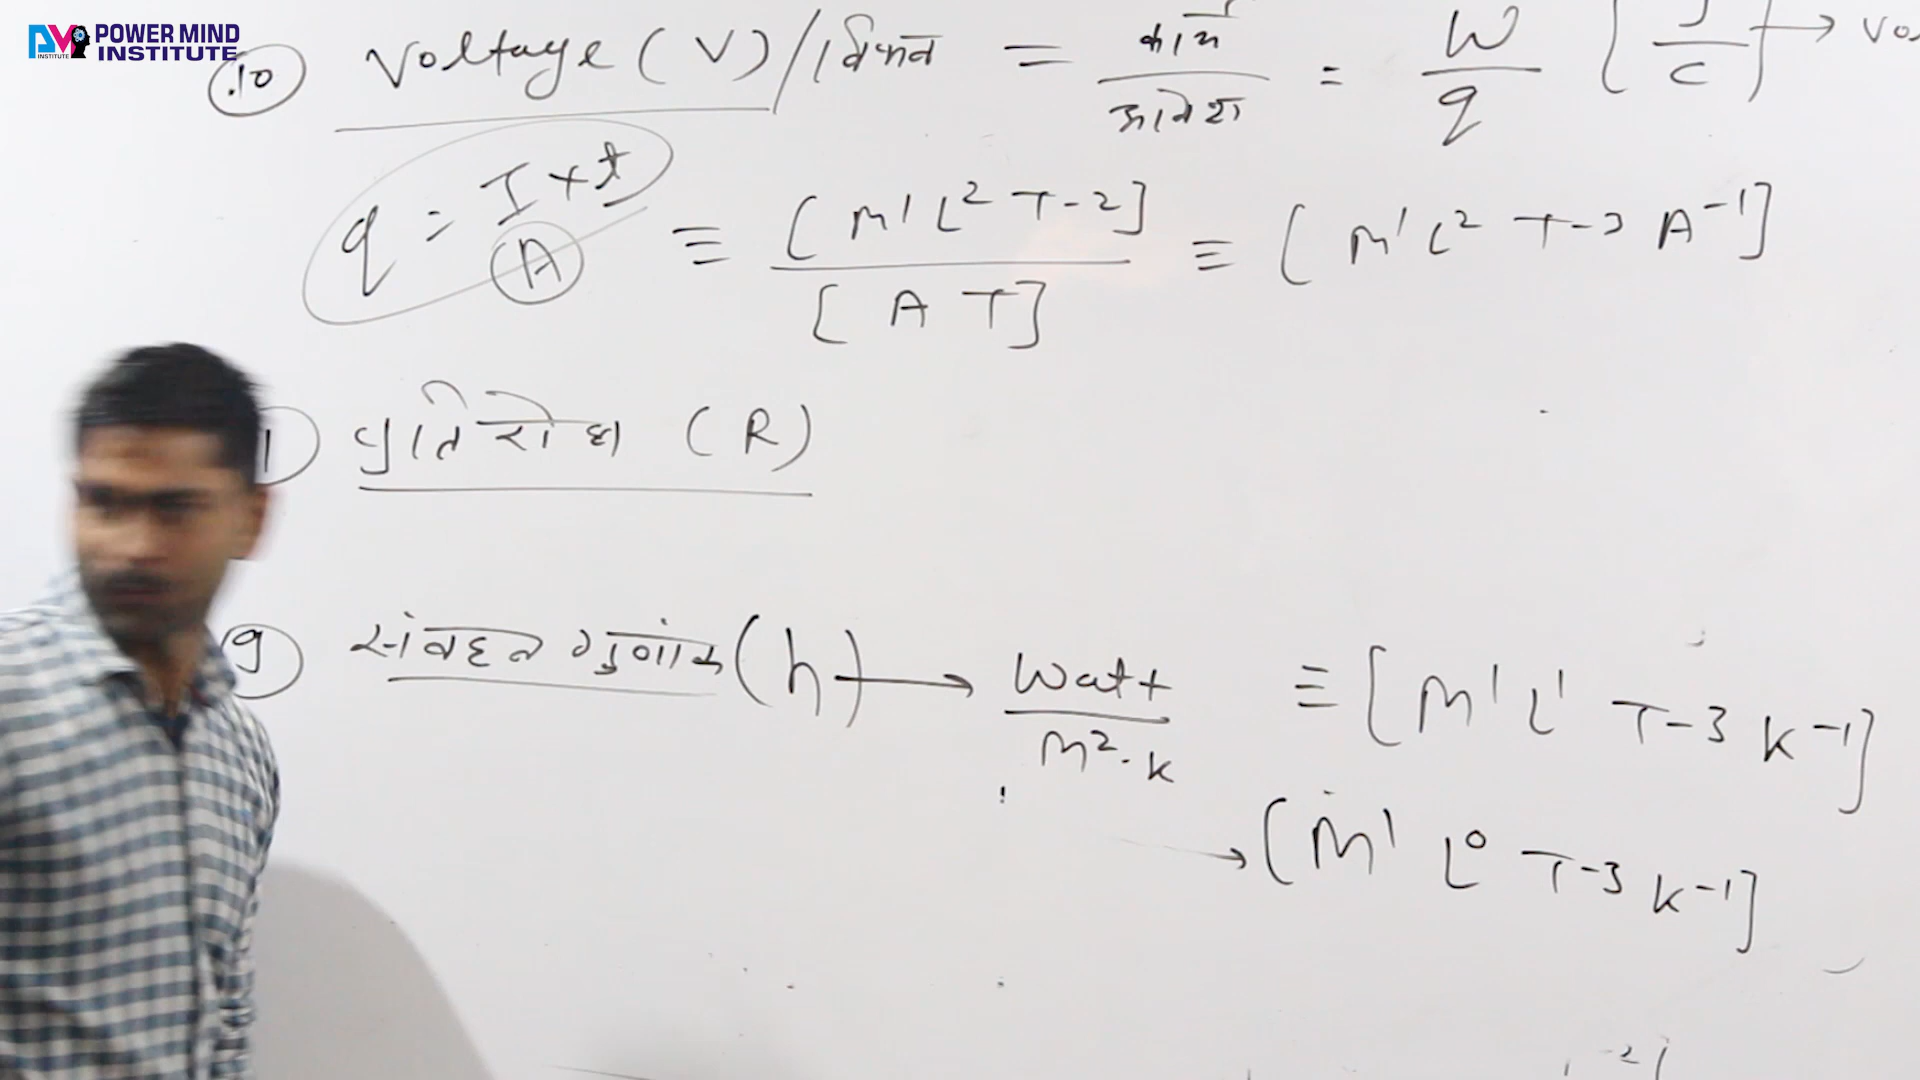 POWER MIND
INSTITUTE
10 Voltage (V) / विभव = कार्य / आवेश = W / q [ J / C ] →
q = I × t
A
≡ [M¹ L² T-2] / [A T] ≡ [M¹ L² T-3 A⁻¹]
प्रतिरोध (R)
9 संवहन गुणांक (h) → Watt / m². K ≡ [M¹ L¹ T-3 K⁻¹]
→ [M¹ L⁰ T-3 K⁻¹]